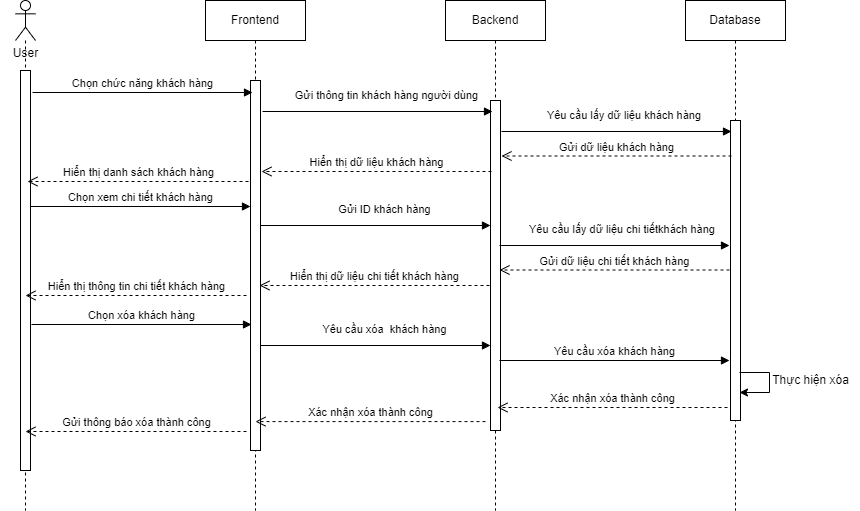 Frontend
Backend
Database
User
Chọn chức năng khách hàng
Gửi thông tin khách hàng người dùng
Yêu cầu lấy dữ liệu khách hàng
Gửi dữ liệu khách hàng
Hiển thị dữ liệu khách hàng
Hiển thị danh sách khách hàng
Chọn xem chi tiết khách hàng
Gửi ID khách hàng
Yêu cầu lấy dữ liệu chi tiếtkhách hàng
Gửi dữ liệu chi tiết khách hàng
Hiển thị dữ liệu chi tiết khách hàng
Hiển thị thông tin chi tiết khách hàng
Chọn xóa khách hàng
Yêu cầu xóa  khách hàng
Yêu cầu xóa khách hàng
Thực hiện xóa
Xác nhận xóa thành công
Xác nhận xóa thành công
Gửi thông báo xóa thành công